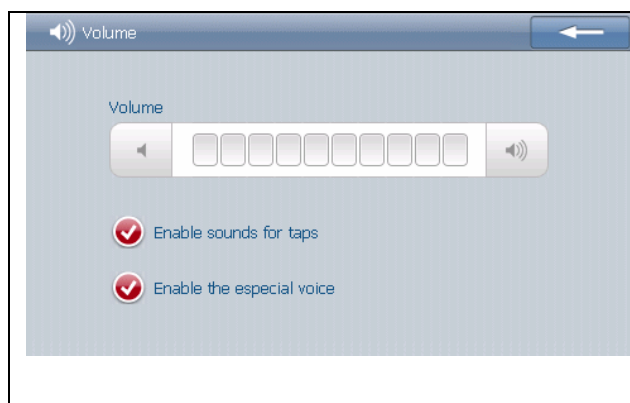 Volume
Volume
Enable sounds for taps
Enable the especial voice